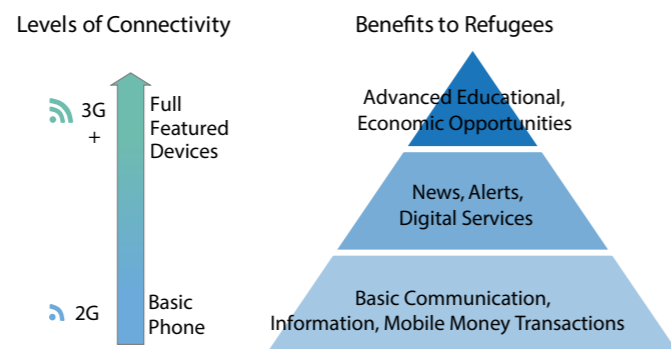 Levels of Connectivity
3G
+
Full
Featured
Devices
2G
Basic
Phone
Benefits to Refugees
Advanced Educational,
Economic Opportunities
News, Alerts,
Digital Services
Basic Communication,
Information, Mobile Money Transactions